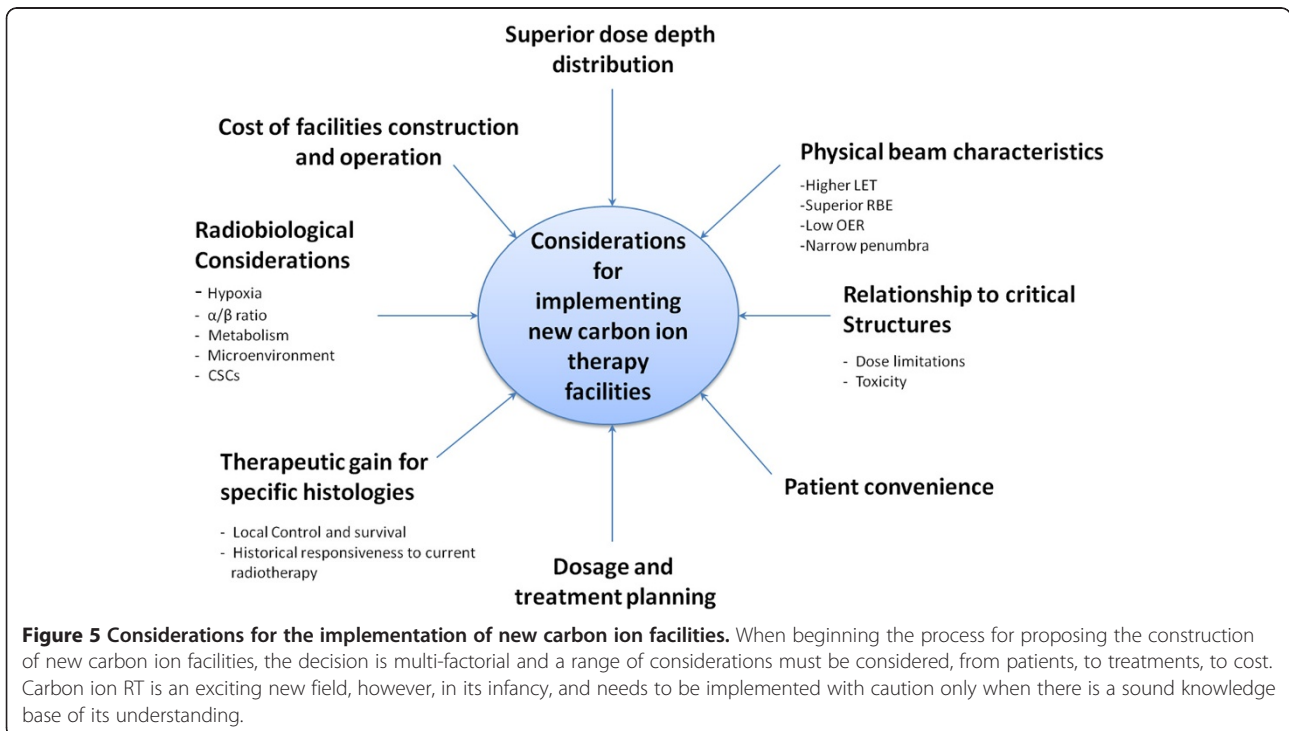 Superior dose depth
distribution
Cost of facilities construction
and operation
Physical beam characteristics
-Higher LET
-Superior RBE
-Low OER
-Narrow penumbra
Radiobiological
Considerations
- Hypoxia
- α/β ratio
- Metabolism
- Microenvironment
- CSCs
Considerations
for
implementing
new carbon ion
therapy
facilities
Relationship to critical
Structures
- Dose limitations
- Toxicity
Therapeutic gain for
specific histologies
- Local Control and survival
- Historical responsiveness to current
radiotherapy
Patient convenience
Dosage and
treatment planning
Figure 5 Considerations for the implementation of new carbon ion facilities. When beginning the process for proposing the construction
of new carbon ion facilities, the decision is multi-factorial and a range of considerations must be considered, from patients, to treatments, to cost.
Carbon ion RT is an exciting new field, however, in its infancy, and needs to be implemented with caution only when there is a sound knowledge
base of its understanding.